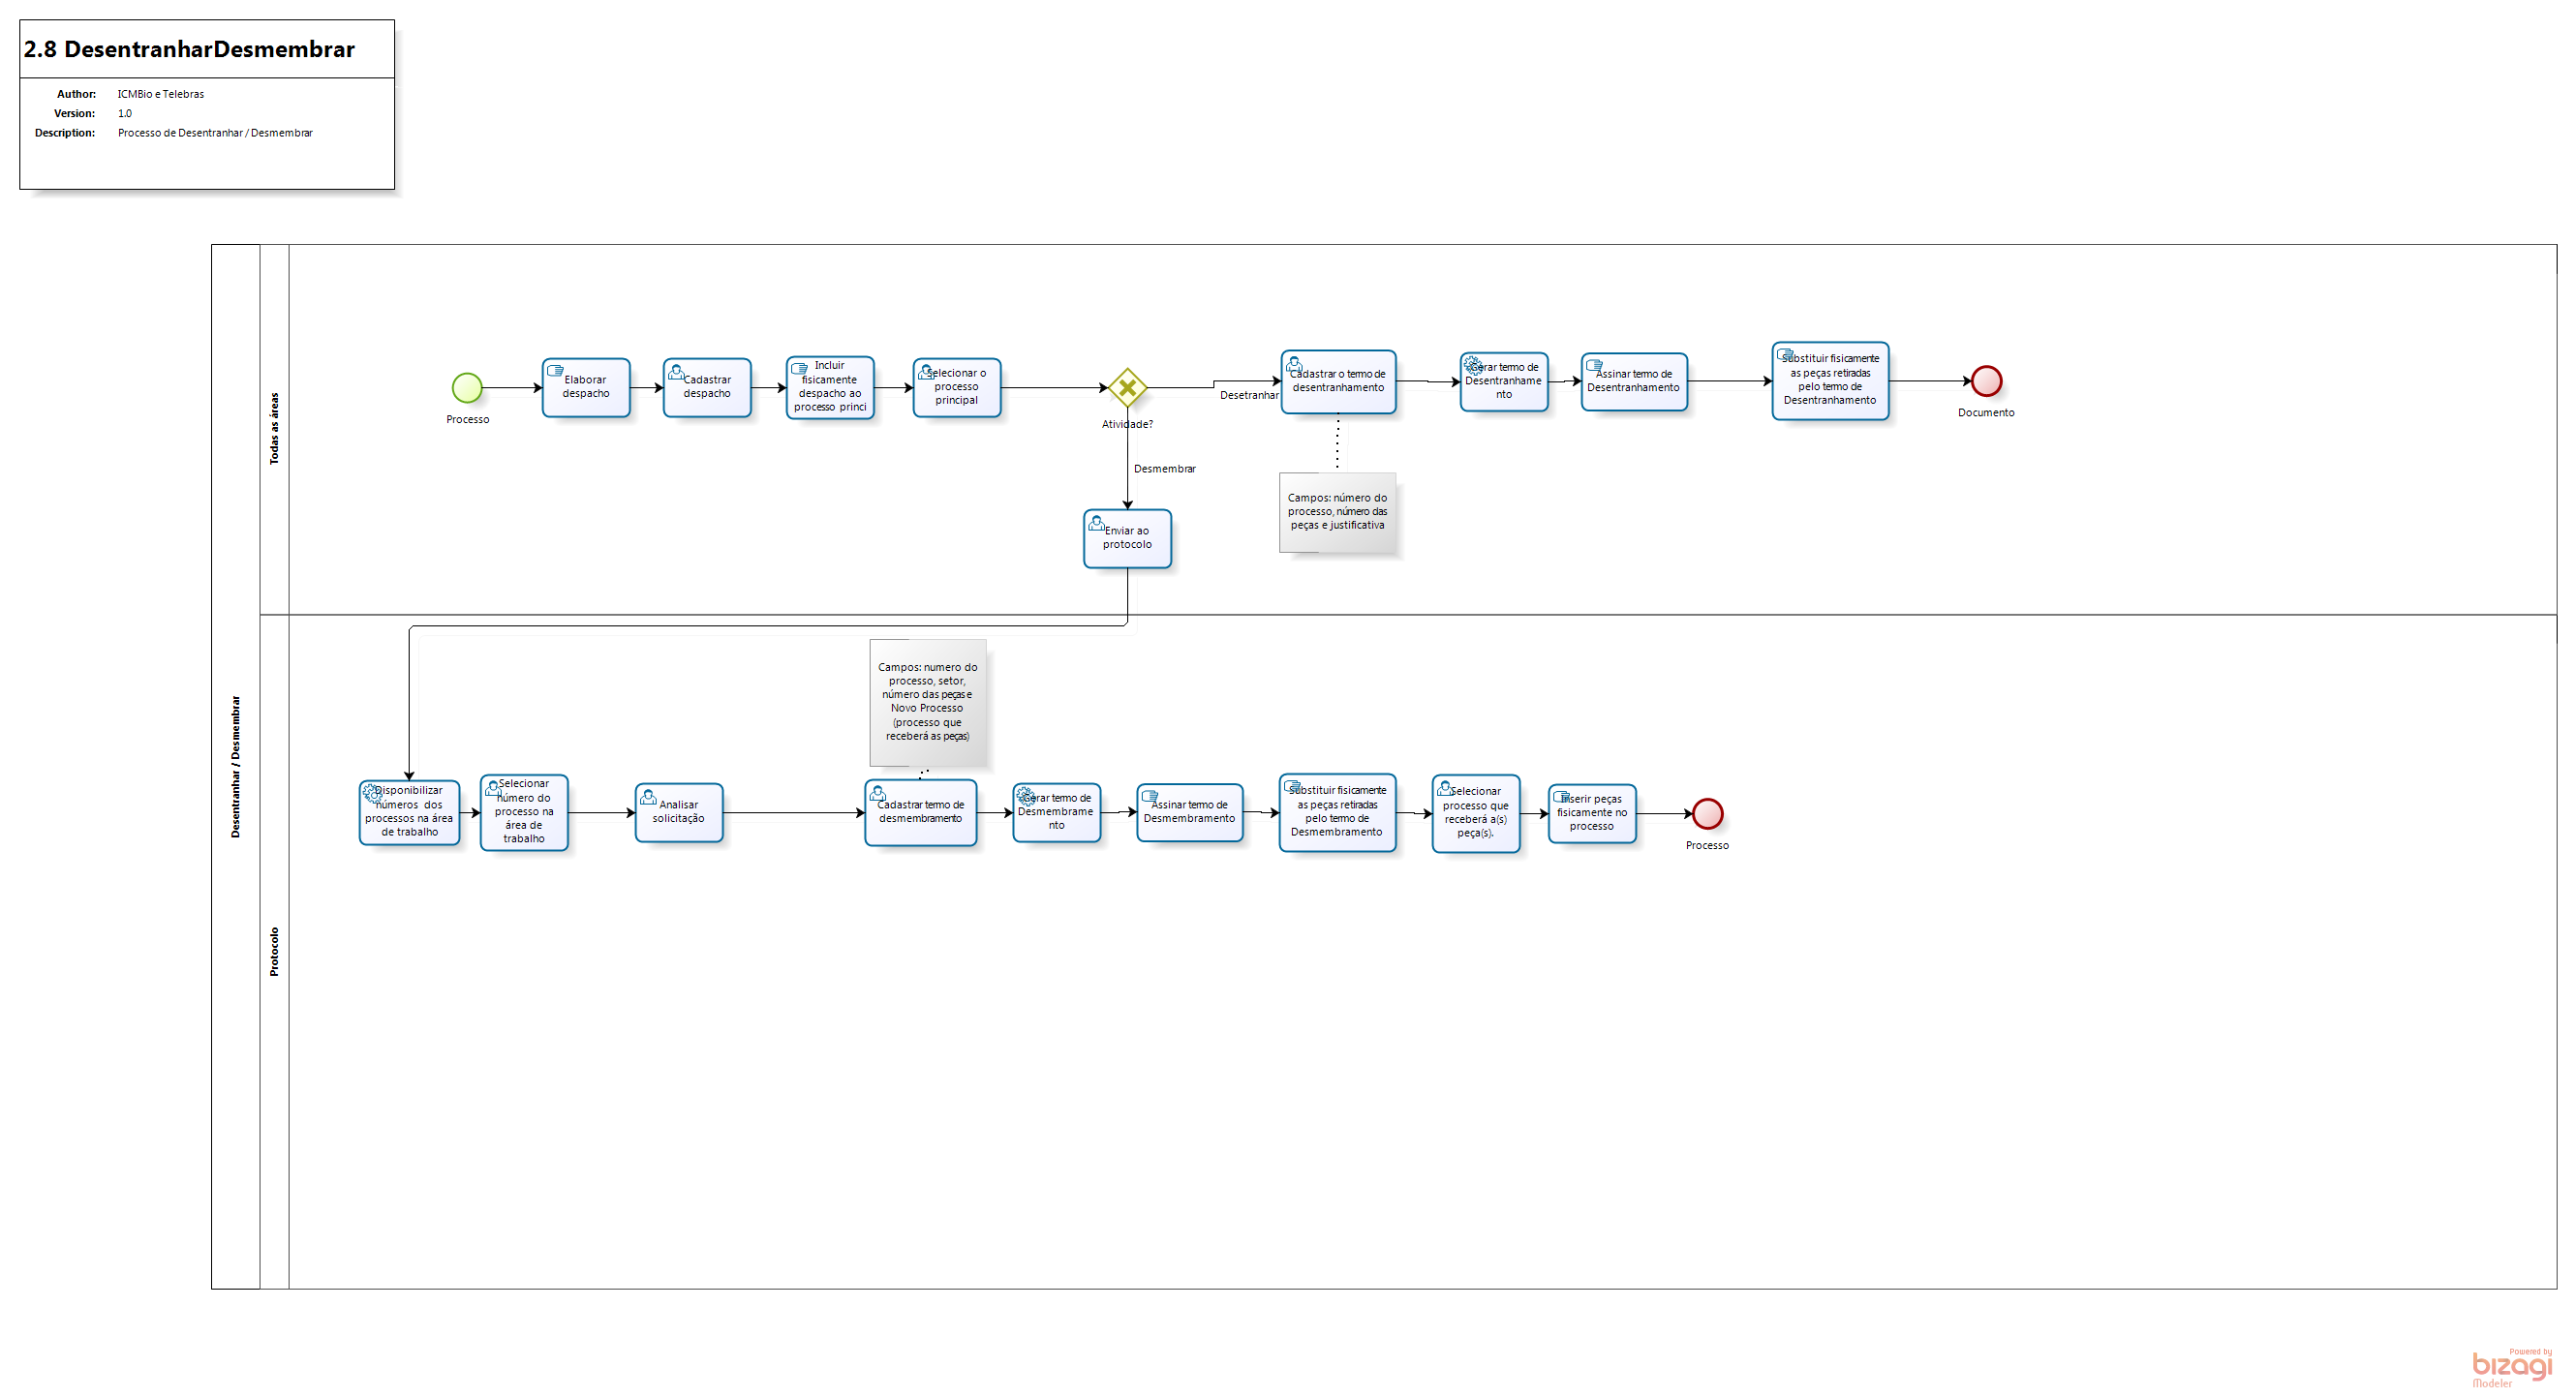 2.8 DesentranharDesmembrar
Author: ICMBio e Telebras
Version: 1.0
Description: Processo de Desentranhar / Desmembrar
Desentranhar / Desmembrar
Todas as áreas
Processo
Elaborar
despacho
Cadastrar
despacho
Incluir
fisicamente
despacho ao
processo princi
Selecionar o
processo
principal
Atividade?
Desetranhar
Desmembrar
Cadastrar o termo de
desentranhamento
Campos: número do
processo, número das
peças e justificativa
Gerar termo de
Desentranhame
nto
Assinar termo de
Desentranhamento
Substituir fisicamente
as peças retiradas
pelo termo de
Desentranhamento
Documento
Enviar ao
protocolo
Protocolo
Disponibilizar
números dos
processos na área
de trabalho
Selecionar
número do
processo na
área de
trabalho
Analisar
solicitação
Campos: numero do
processo, setor,
número das peças e
Novo Processo
(processo que
receberá as peças)
Cadastrar termo de
desmembramento
Gerar termo de
Desmembrame
nto
Assinar termo de
Desmembramento
Substituir fisicamente
as peças retiradas
pelo termo de
Desmembramento
Selecionar
processo que
receberá a(s)
peça(s).
Inserir peças
fisicamente no
processo
Processo
Powered by
bizagi
Modeler